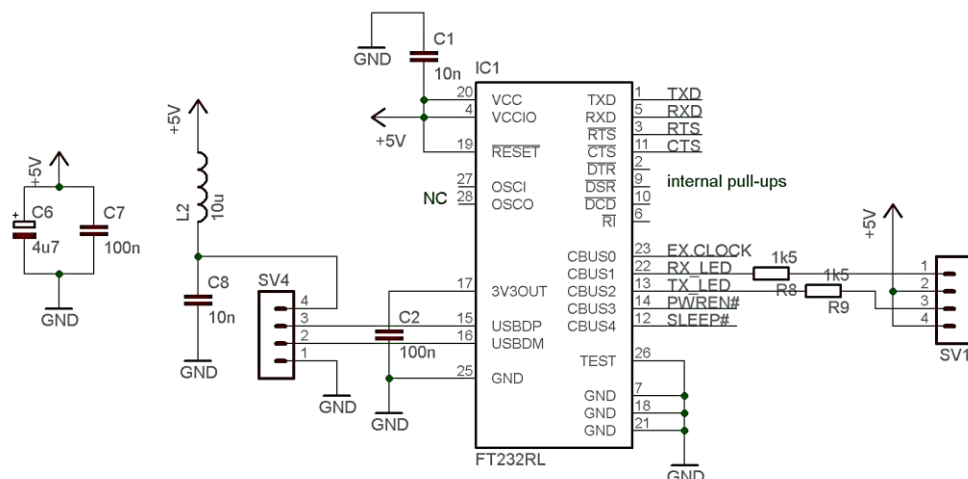 GND
C1
10n
IC1
+5V
20 VCC
4 VCCIO
19 RESET
27 OSCI
28 OSCO
NC
17 3V3OUT
15 USBDP
16 USBDM
25 GND
TXD 1 TXD
RXD 5 RXD
RTS 3 RTS
CTS 11 CTS
DTR 2
DSR 9
DCD 10
RI 6
internal pull-ups
CBUS0 23 EX.CLOCK
CBUS1 22 RX_LED
CBUS2 13 TX_LED
CBUS3 14 PWREN#
CBUS4 12 SLEEP#
TEST 26
GND 7
GND 18
GND 21
FT232RL
GND
+5V
C6
4u7
C7
100n
+
GND
+5V
L2
10u
C8
10n
GND
SV4
4
3
2
1
GND
C2
100n
GND
+5V
1k5
R8
1k5
R9
1
2
3
4
SV1